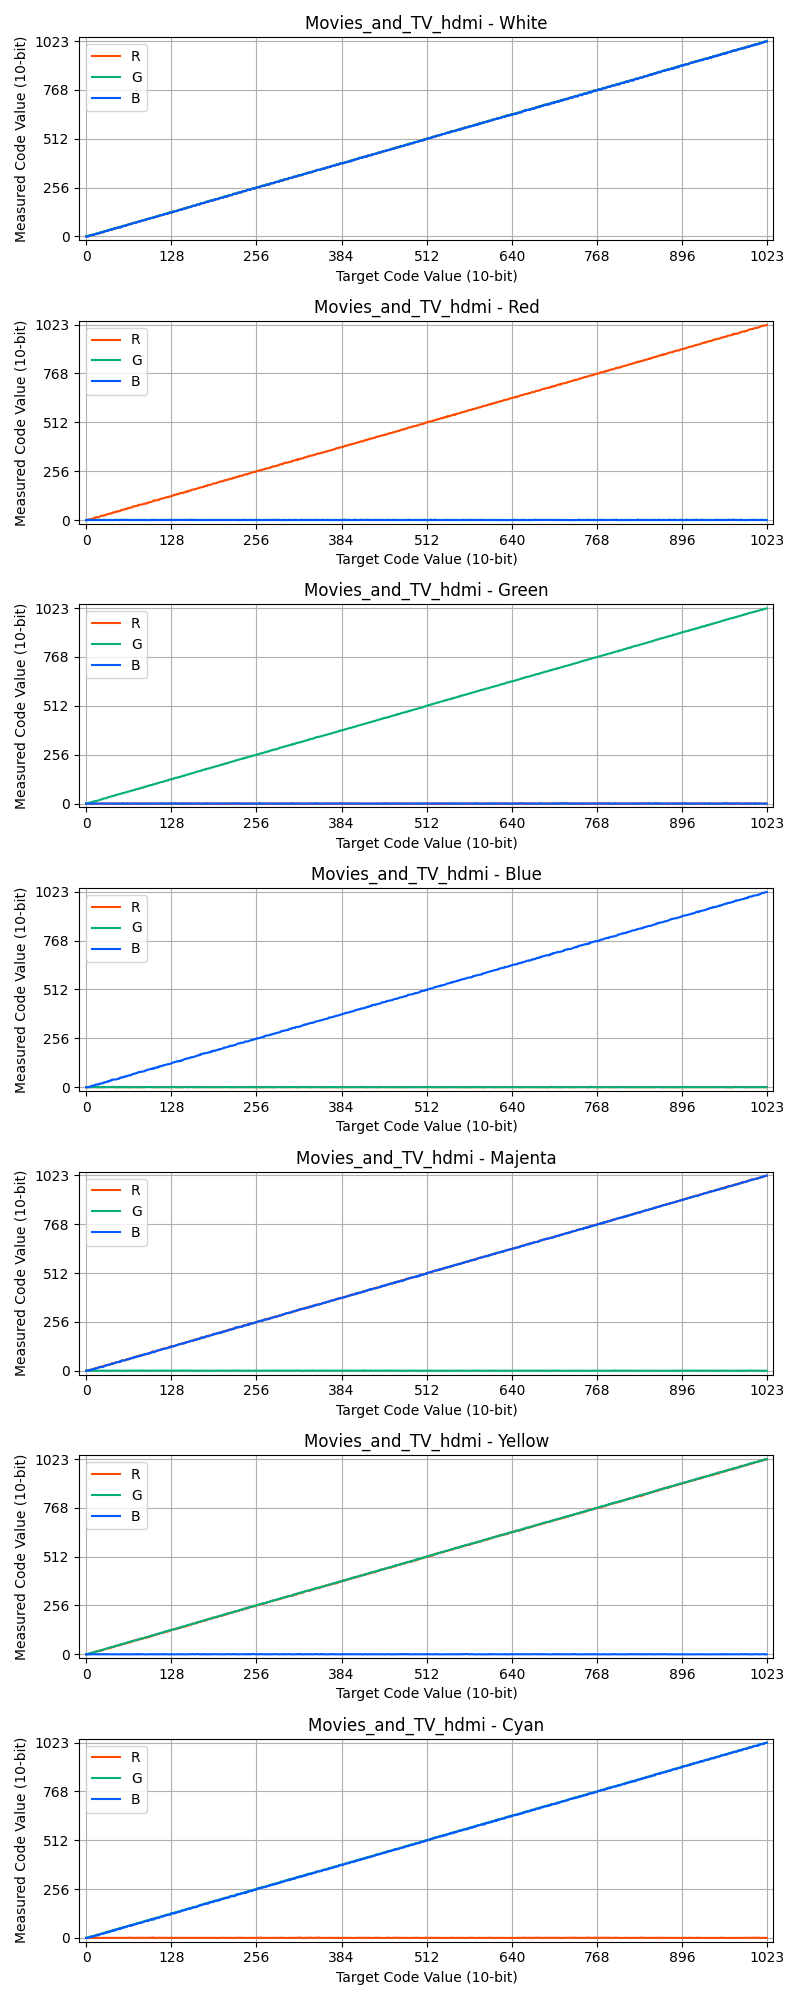 Movies_and_TV_hdmi - White
Measured Code Value (10-bit)
1023
768
512
256
0
R
G
B
0 128 256 384 512 640 768 896 1023
Target Code Value (10-bit)
Movies_and_TV_hdmi - Red
Measured Code Value (10-bit)
1023
768
512
256
0
R
G
B
0 128 256 384 512 640 768 896 1023
Target Code Value (10-bit)
Movies_and_TV_hdmi - Green
Measured Code Value (10-bit)
1023
768
512
256
0
R
G
B
0 128 256 384 512 640 768 896 1023
Target Code Value (10-bit)
Movies_and_TV_hdmi - Blue
Measured Code Value (10-bit)
1023
768
512
256
0
R
G
B
0 128 256 384 512 640 768 896 1023
Target Code Value (10-bit)
Movies_and_TV_hdmi - Majenta
Measured Code Value (10-bit)
1023
768
512
256
0
R
G
B
0 128 256 384 512 640 768 896 1023
Target Code Value (10-bit)
Movies_and_TV_hdmi - Yellow
Measured Code Value (10-bit)
1023
768
512
256
0
R
G
B
0 128 256 384 512 640 768 896 1023
Target Code Value (10-bit)
Movies_and_TV_hdmi - Cyan
Measured Code Value (10-bit)
1023
768
512
256
0
R
G
B
0 128 256 384 512 640 768 896 1023
Target Code Value (10-bit)